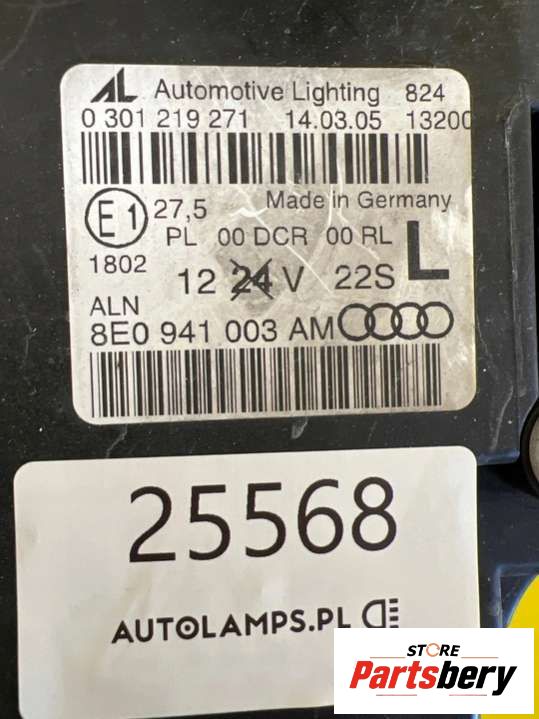 AL Automotive Lighting 824
0 301 219 271 14.03.05 13200
E1 27,5 Made in Germany
PL 00 DCR 00 RL
1802 12 24 V 22S L
ALN
8E0 941 003 AM
25568
AUTOLAMPS.PL
STORE
Partsbery